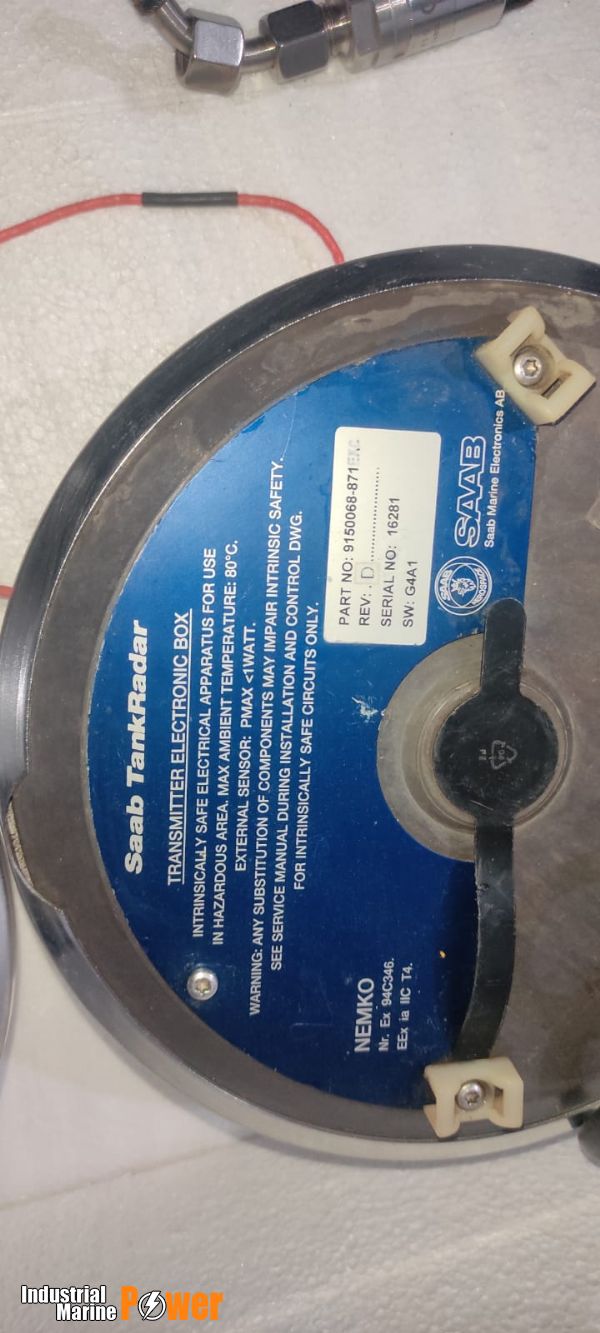 Saab TankRadar
TRANSMITTER ELECTRONIC BOX
INTRINSICALLY SAFE ELECTRICAL APPARATUS FOR USE
IN HAZARDOUS AREA. MAX AMBIENT TEMPERATURE: 80°C.
EXTERNAL SENSOR: PMAX <1WATT.
WARNING: ANY SUBSTITUTION OF COMPONENTS MAY IMPAIR INTRINSIC SAFETY.
SEE SERVICE MANUAL DURING INSTALLATION AND CONTROL DWG.
FOR INTRINSICALLY SAFE CIRCUITS ONLY.
NEMKO
Nr. Ex 94C346.
EEx ia IIC T4.
PART NO: 9150068-871
REV: . D ......................
SERIAL NO: 16281
SW: G4A1
SAAB
SAAB
Saab Marine Electronics AB
PE
Industrial
Marine Power